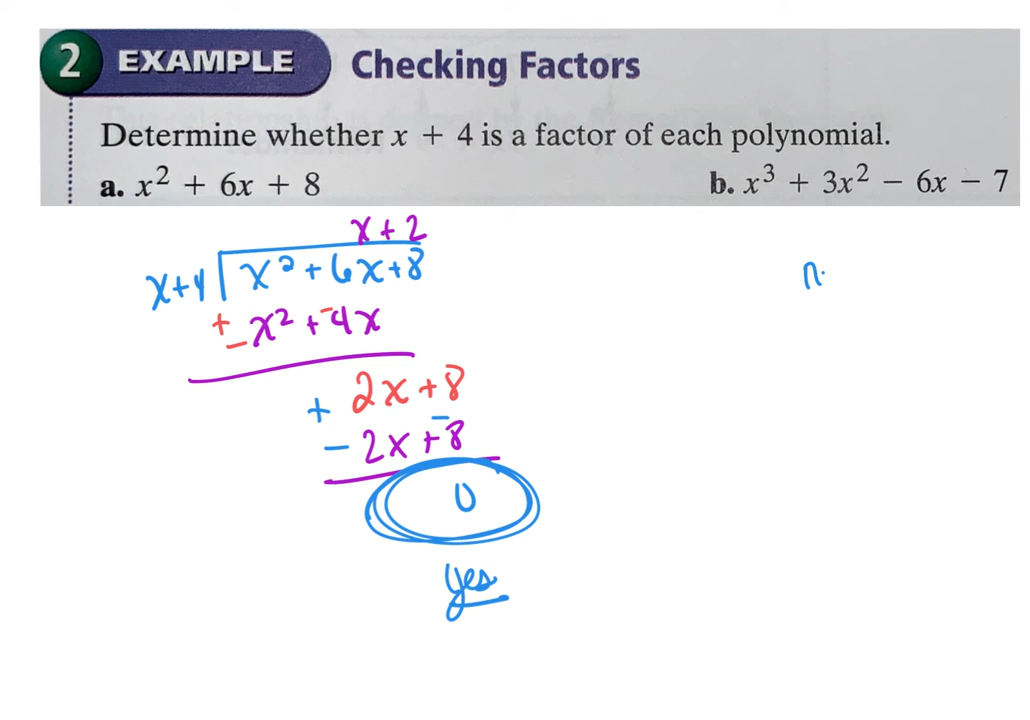 2 EXAMPLE Checking Factors
Determine whether x + 4 is a factor of each polynomial.
a. x² + 6x + 8
b. x³ + 3x² − 6x − 7
x + 2
x+4 x² + 6x + 8
+ − x² + − 4x
+ 2x + 8
− 2x + − 8
0
yes
n.